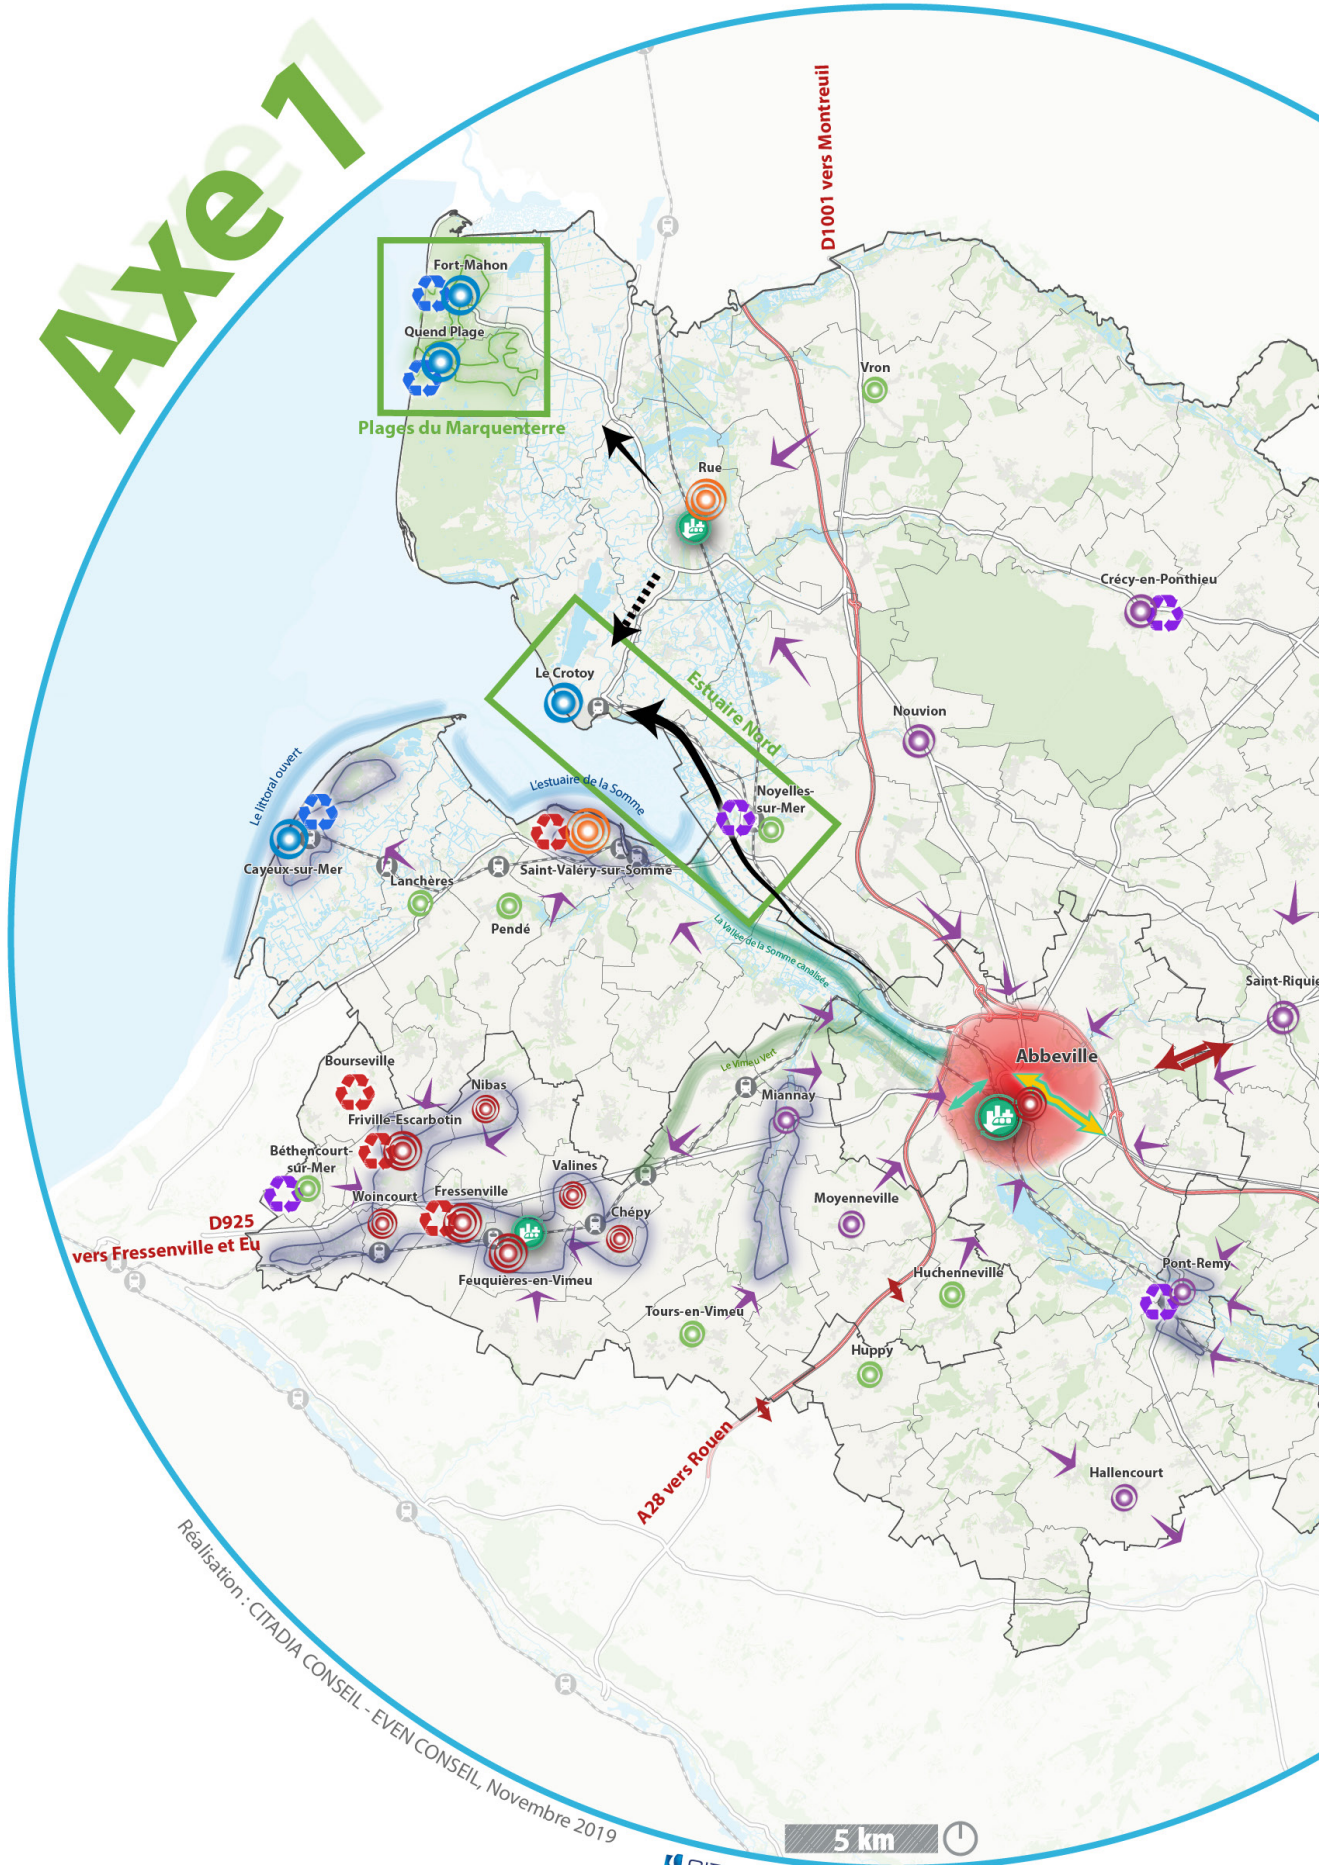 Axe 1
D1001 vers Montreuil
Fort-Mahon
Quend Plage
Plages du Marquenterre
Vron
Rue
Crécy-en-Ponthieu
Le Crotoy
Estuaire Nord
Nouvion
Le littoral ouvert
L'estuaire de la Somme
Noyelles-
sur-Mer
Cayeux-sur-Mer
Lanchères
Saint-Valéry-sur-Somme
Pendé
La Vallée de la Somme canalisée
Saint-Riquie
Abbeville
Le Vimeu Vert
Bourseville
Nibas
Miannay
Friville-Escarbotin
Béthencourt-
sur-Mer
Valines
Woincourt
Fressenville
Moyenneville
Chépy
D925
vers Fressenville et Eu
Feuquières-en-Vimeu
Huchenneville
Pont-Remy
Tours-en-Vimeu
Huppy
A28 vers Rouen
Hallencourt
Réalisation : CITADIA CONSEIL - EVEN CONSEIL, Novembre 2019
5 km